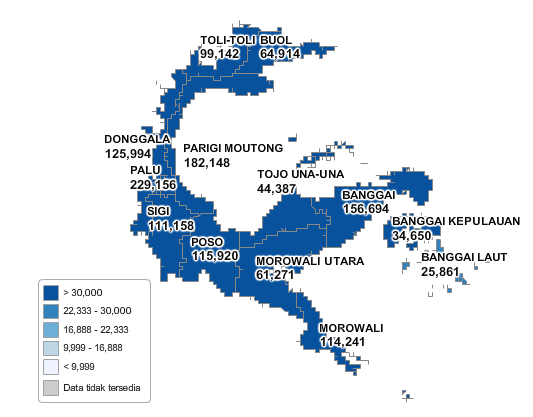 TOLI-TOLI
99,142
BUOL
64,914
DONGGALA
125,994
PARIGI MOUTONG
182,148
PALU
229,156
TOJO UNA-UNA
44,387
BANGGAI
156,694
SIGI
111,158
BANGGAI KEPULAUAN
34,650
POSO
115,920
MOROWALI UTARA
61,271
BANGGAI LAUT
25,861
MOROWALI
114,241
> 30,000
22,333 - 30,000
16,888 - 22,333
9,999 - 16,888
< 9,999
Data tidak tersedia